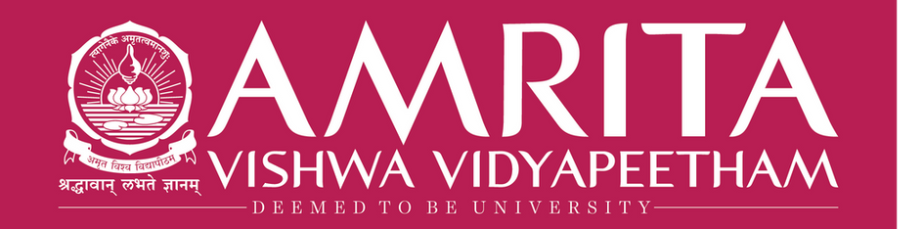 त्यागेनैके अमृतत्वमानशुः
अमृत विश्व विद्यापीठम्
श्रद्धावान् लभते ज्ञानम्
AMRITA
VISHWA VIDYAPEETHAM
DEEMED TO BE UNIVERSITY